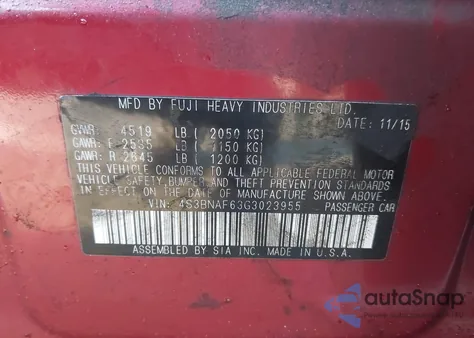 MFD BY FUJI HEAVY INDUSTRIES LTD.
DATE: 11/15
GVWR: 4519 LB ( 2050 KG)
GAWR: F 2535 LB ( 1150 KG)
GAWR: R 2645 LB ( 1200 KG)
THIS VEHICLE CONFORMS TO ALL APPLICABLE FEDERAL MOTOR
VEHICLE SAFETY, BUMPER AND THEFT PREVENTION STANDARDS
IN EFFECT ON THE DATE OF MANUFACTURE SHOWN ABOVE.
VIN: 4S3BNAF63G3023955 PASSENGER CAR
ASSEMBLED BY SIA INC. MADE IN U.S.A.
autoSnap